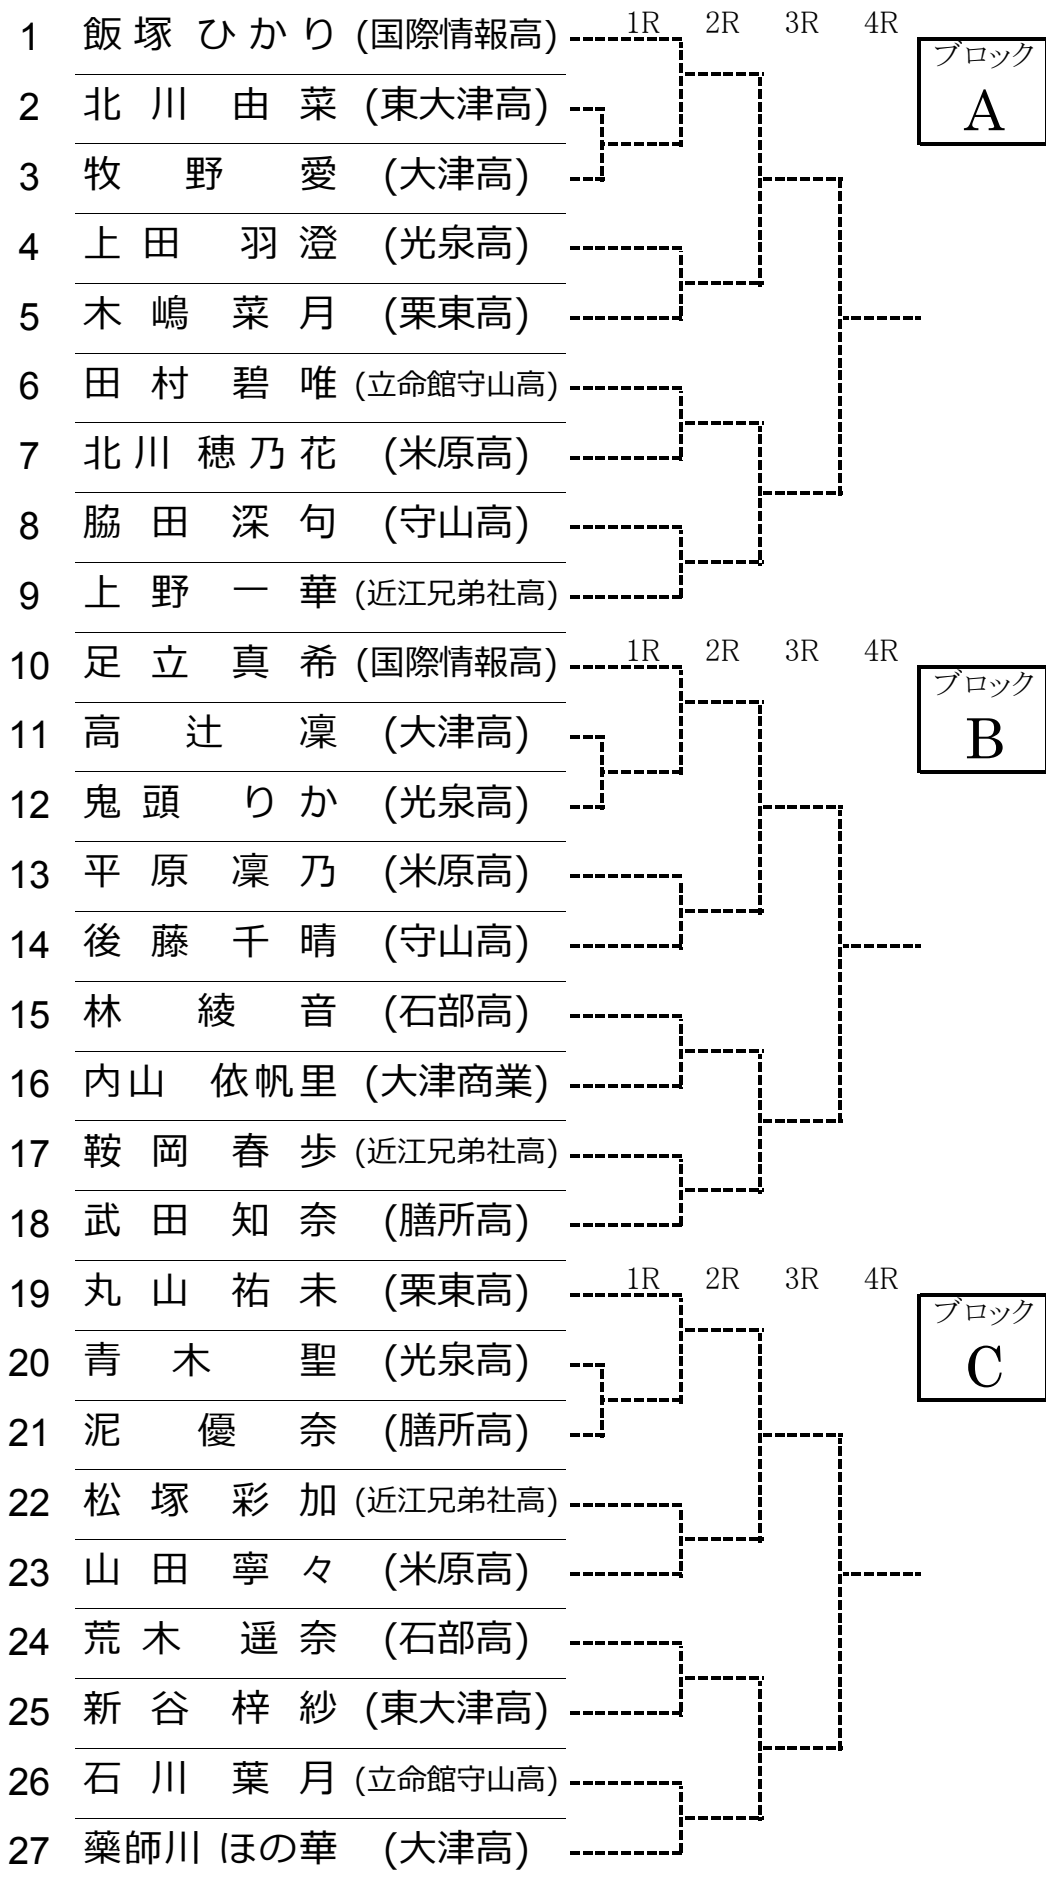 1 飯塚 ひかり (国際情報高) 1R 2R 3R 4R ブロック
2 北川 由菜 (東大津高) A
3 牧野 愛 (大津高)
4 上田 羽澄 (光泉高)
5 木嶋 菜月 (栗東高)
6 田村 碧唯 (立命館守山高)
7 北川 穂乃花 (米原高)
8 脇田 深句 (守山高)
9 上野 一華 (近江兄弟社高)
10 足立 真希 (国際情報高) 1R 2R 3R 4R ブロック
11 高辻 凜 (大津高) B
12 鬼頭 りか (光泉高)
13 平原 凜乃 (米原高)
14 後藤 千晴 (守山高)
15 林 綾音 (石部高)
16 内山 依帆里 (大津商業)
17 鞍岡 春歩 (近江兄弟社高)
18 武田 知奈 (膳所高)
19 丸山 祐未 (栗東高) 1R 2R 3R 4R ブロック
20 青木 聖 (光泉高) C
21 泥 優奈 (膳所高)
22 松塚 彩加 (近江兄弟社高)
23 山田 寧々 (米原高)
24 荒木 遥奈 (石部高)
25 新谷 梓紗 (東大津高)
26 石川 葉月 (立命館守山高)
27 藥師川 ほの華 (大津高)